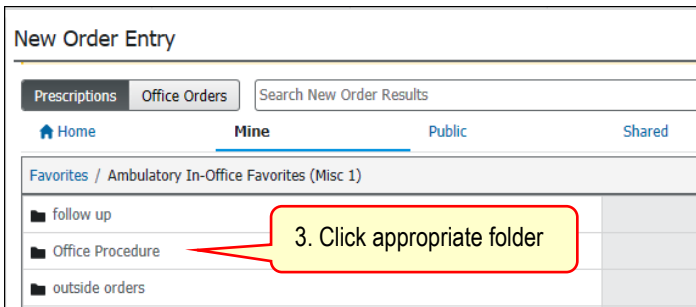 New Order Entry
Prescriptions Office Orders Search New Order Results
Home Mine Public Shared
Favorites / Ambulatory In-Office Favorites (Misc 1)
follow up
Office Procedure
3. Click appropriate folder
outside orders